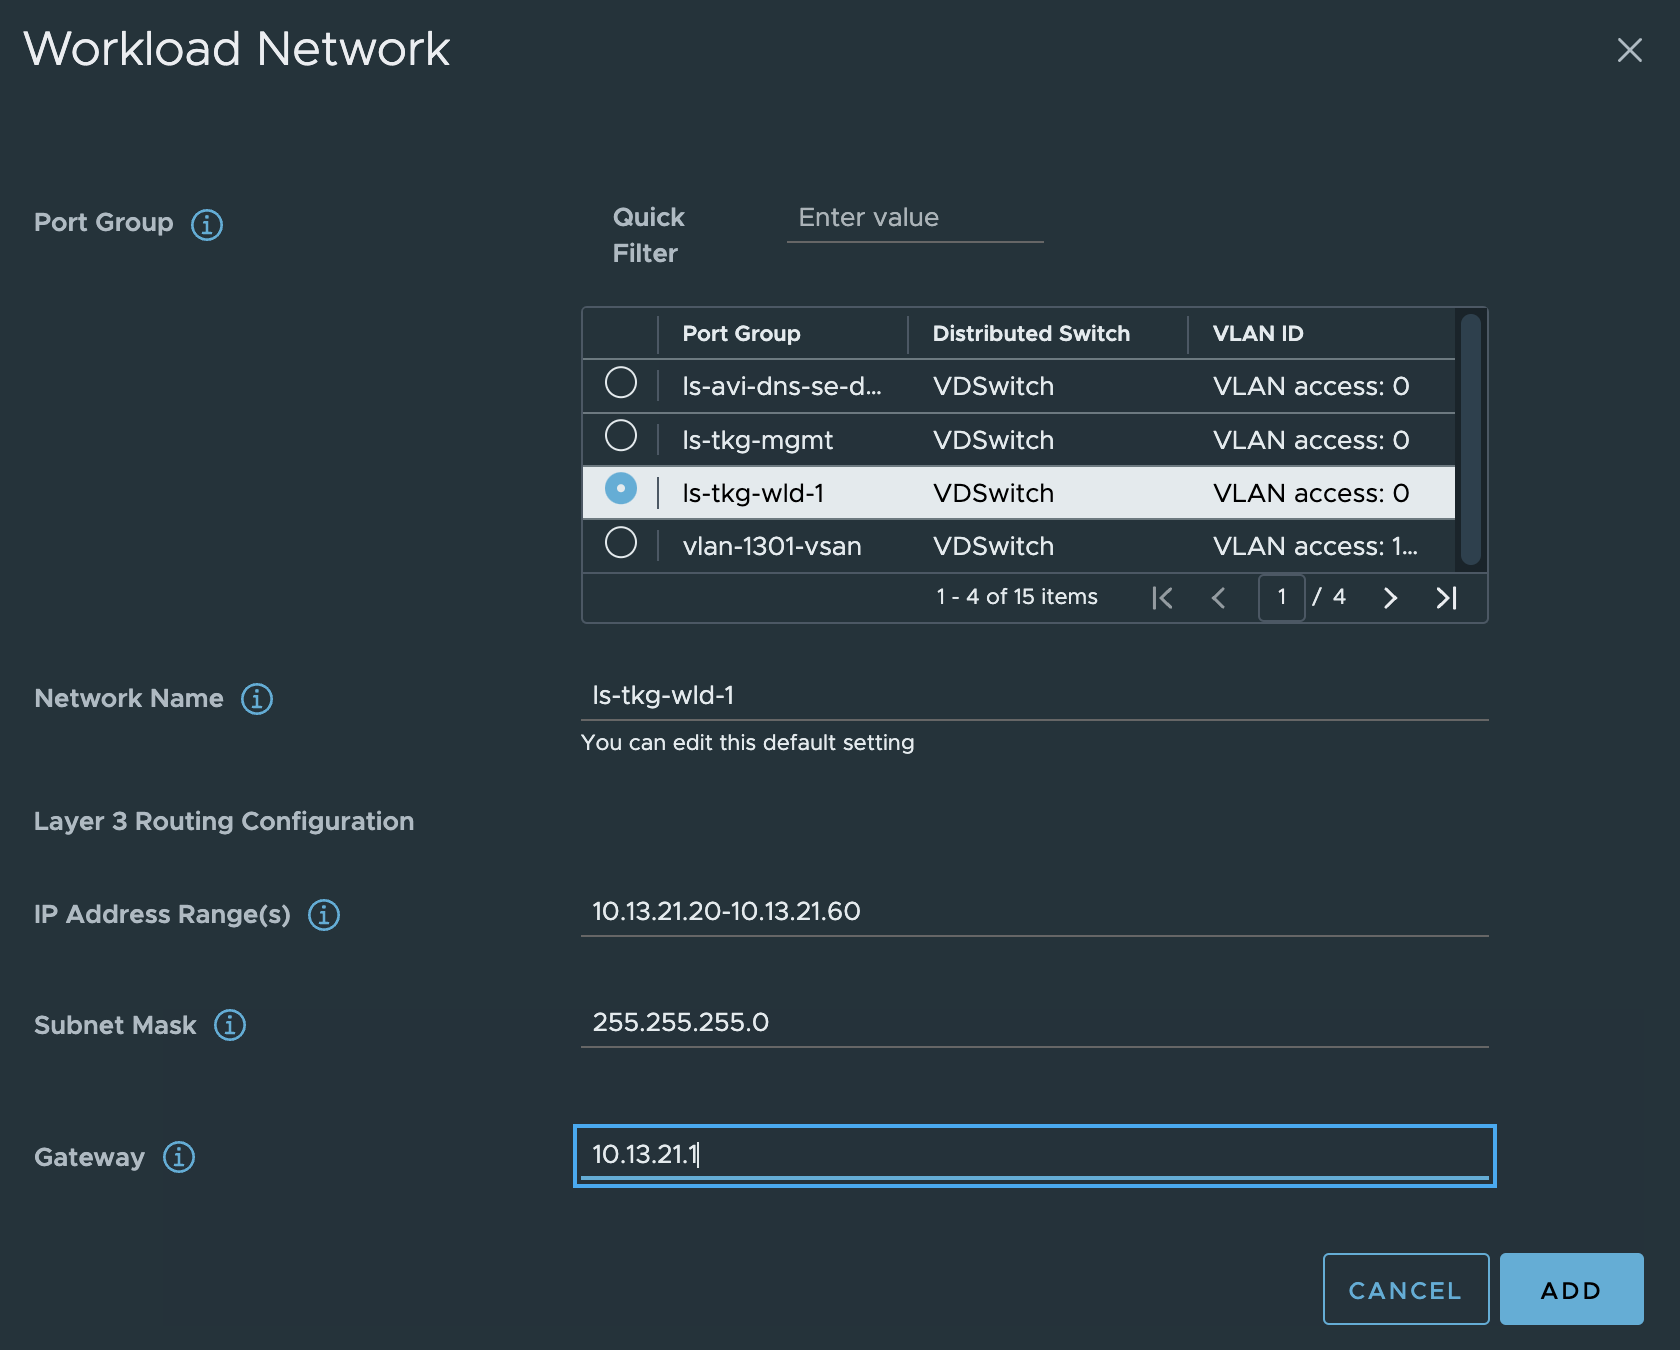 Workload Network
Port Group
Quick Filter
Enter value
Port Group Distributed Switch VLAN ID
ls-avi-dns-se-d... VDSwitch VLAN access: 0
ls-tkg-mgmt VDSwitch VLAN access: 0
ls-tkg-wld-1 VDSwitch VLAN access: 0
vlan-1301-vsan VDSwitch VLAN access: 1...
1 - 4 of 15 items 1 / 4
Network Name
ls-tkg-wld-1
You can edit this default setting
Layer 3 Routing Configuration
IP Address Range(s)
10.13.21.20-10.13.21.60
Subnet Mask
255.255.255.0
Gateway
10.13.21.1
CANCEL ADD